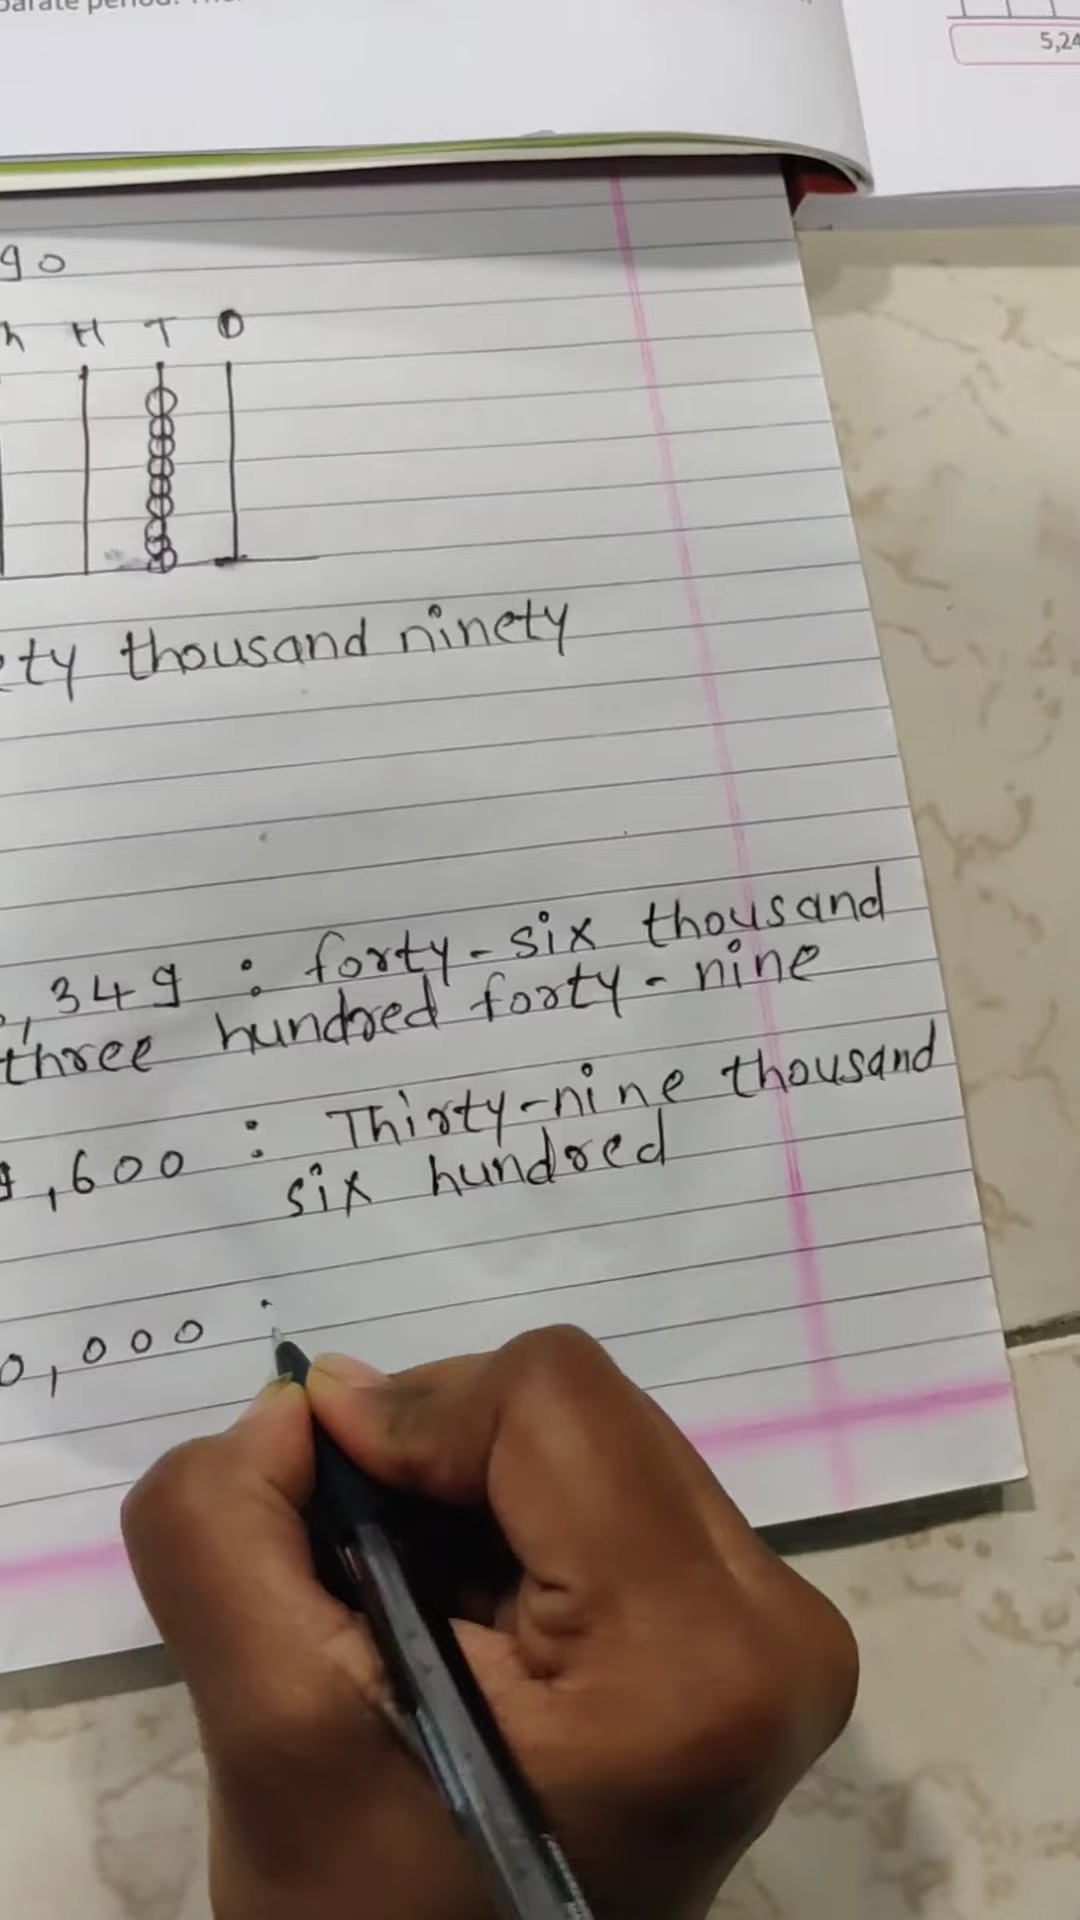 5,24
90
H T O
ty thousand ninety
,349 : forty-six thousand
three hundred forty-nine
,600 : Thirty-nine thousand
six hundred
0,000 :